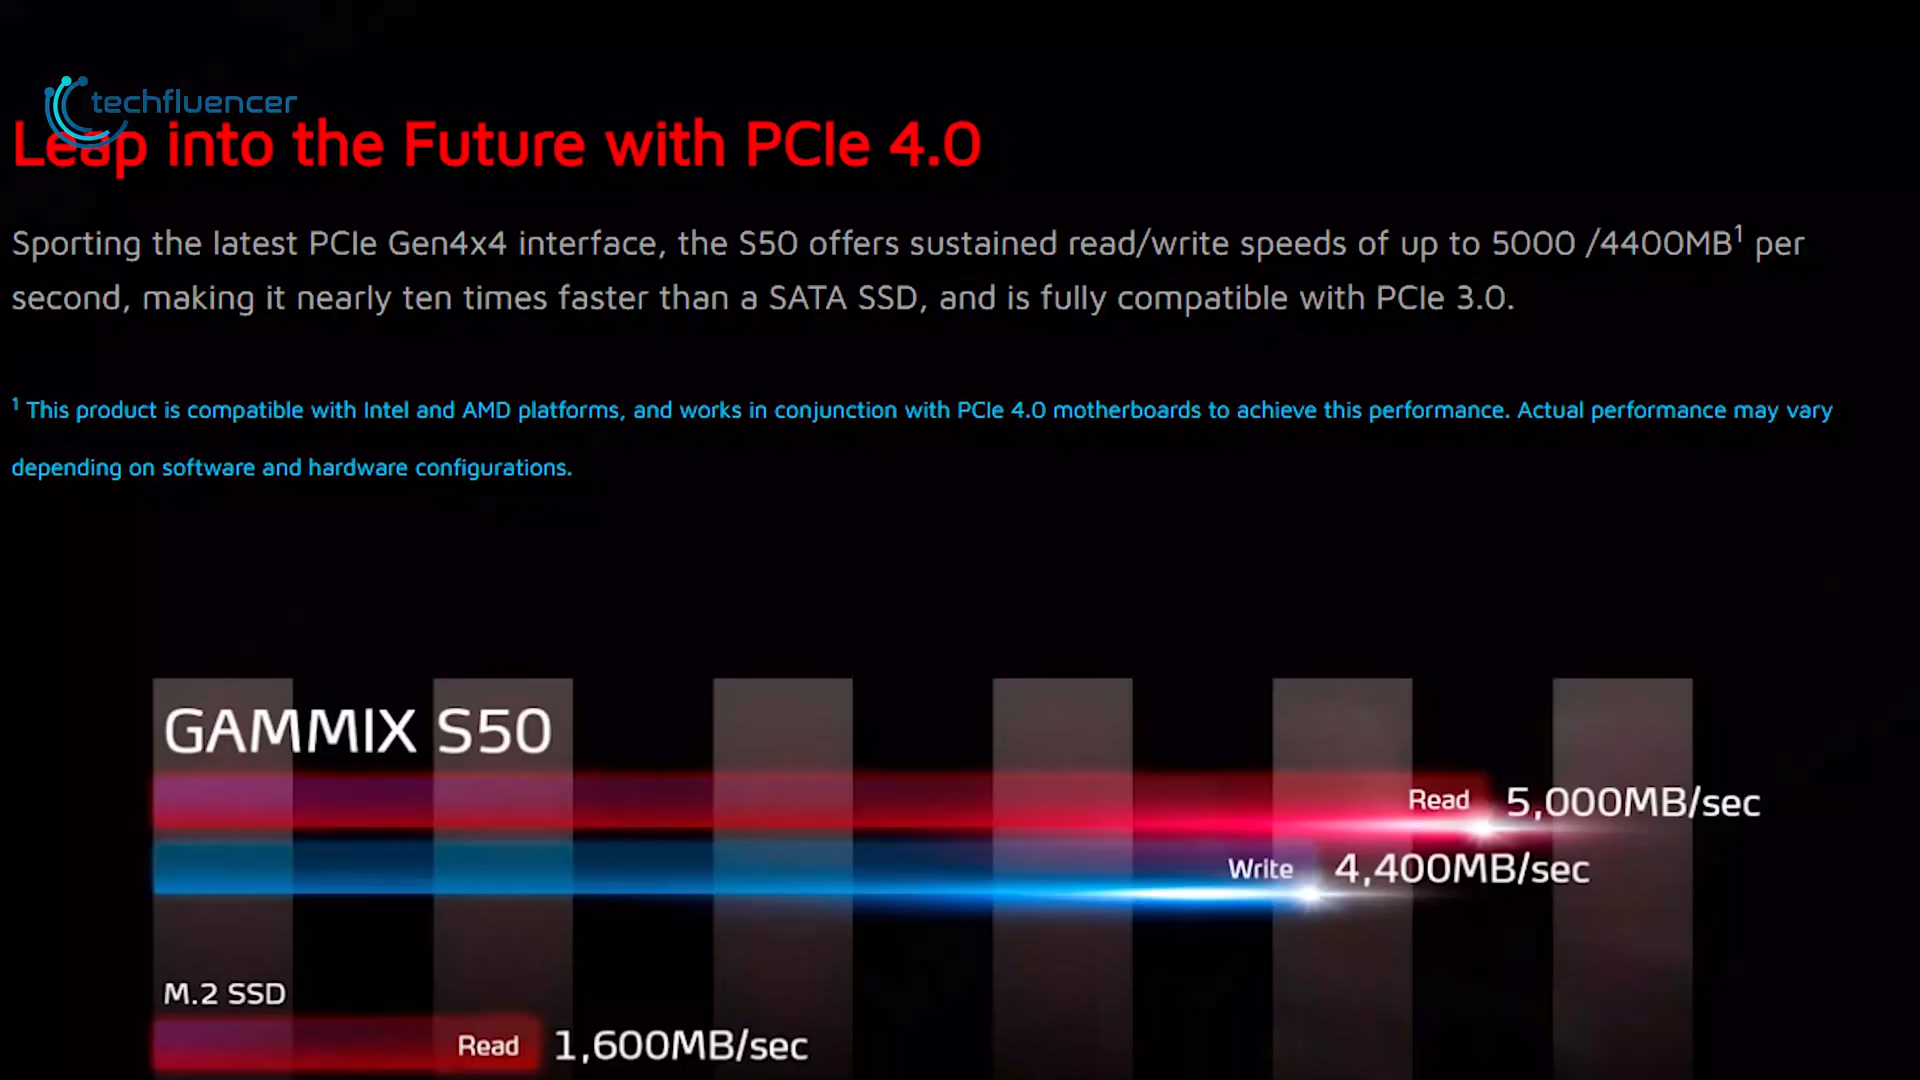 techfluencer
Leap into the Future with PCIe 4.0
Sporting the latest PCIe Gen4x4 interface, the S50 offers sustained read/write speeds of up to 5000 /4400MB¹ per
second, making it nearly ten times faster than a SATA SSD, and is fully compatible with PCIe 3.0.
¹ This product is compatible with Intel and AMD platforms, and works in conjunction with PCIe 4.0 motherboards to achieve this performance. Actual performance may vary
depending on software and hardware configurations.
GAMMIX S50
Read 5,000MB/sec
Write 4,400MB/sec
M.2 SSD
Read 1,600MB/sec